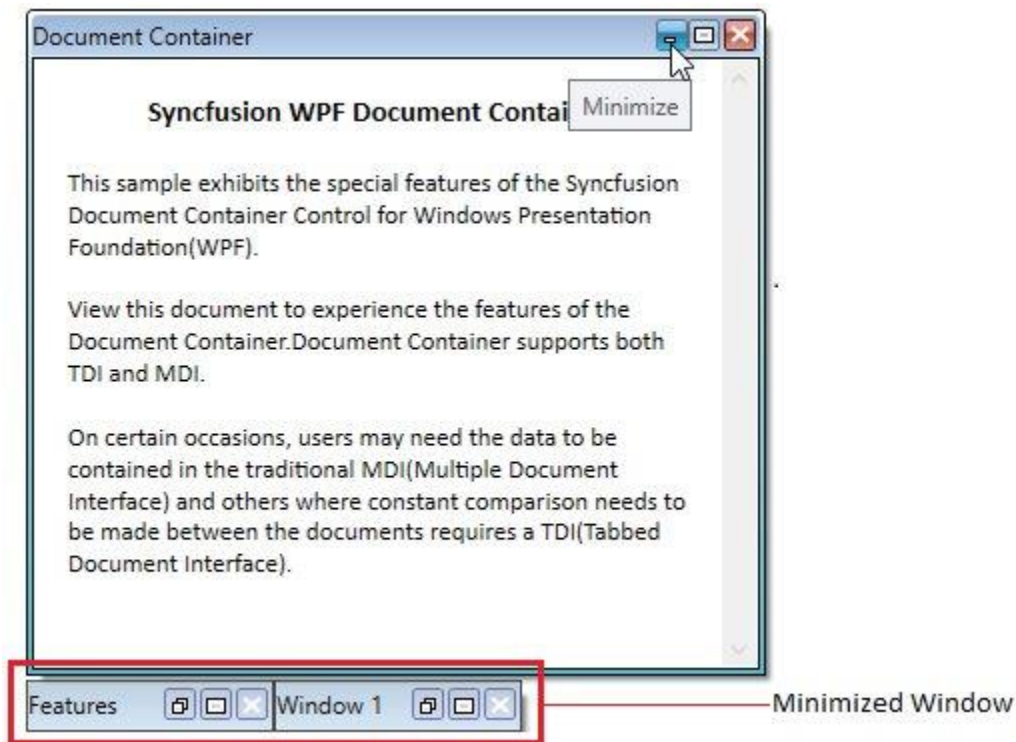 Document Container
Syncfusion WPF Document Contai
Minimize
This sample exhibits the special features of the Syncfusion
Document Container Control for Windows Presentation
Foundation(WPF).
View this document to experience the features of the
Document Container.Document Container supports both
TDI and MDI.
On certain occasions, users may need the data to be
contained in the traditional MDI(Multiple Document
Interface) and others where constant comparison needs to
be made between the documents requires a TDI(Tabbed
Document Interface).
.
Features
Window 1
Minimized Window